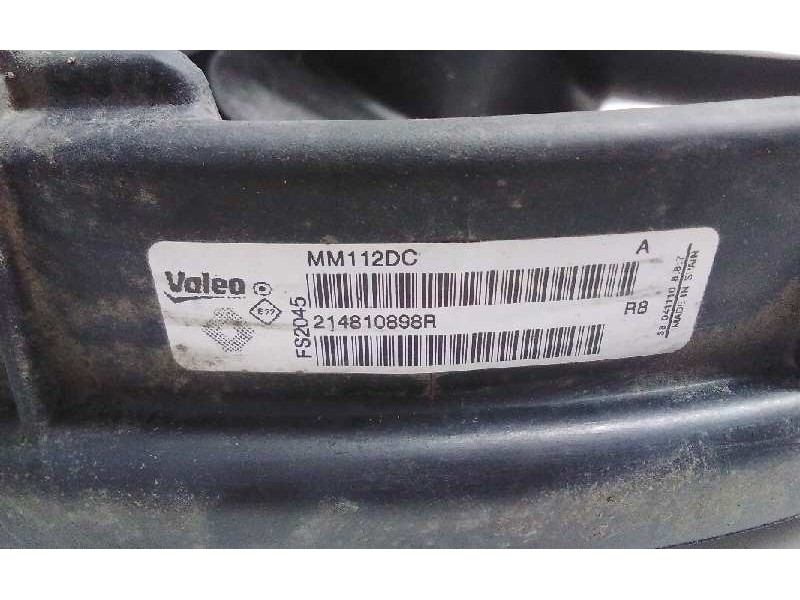 Valeo
MM112DC
A
FS2045
214810898R
R8
MADE IN SPAIN